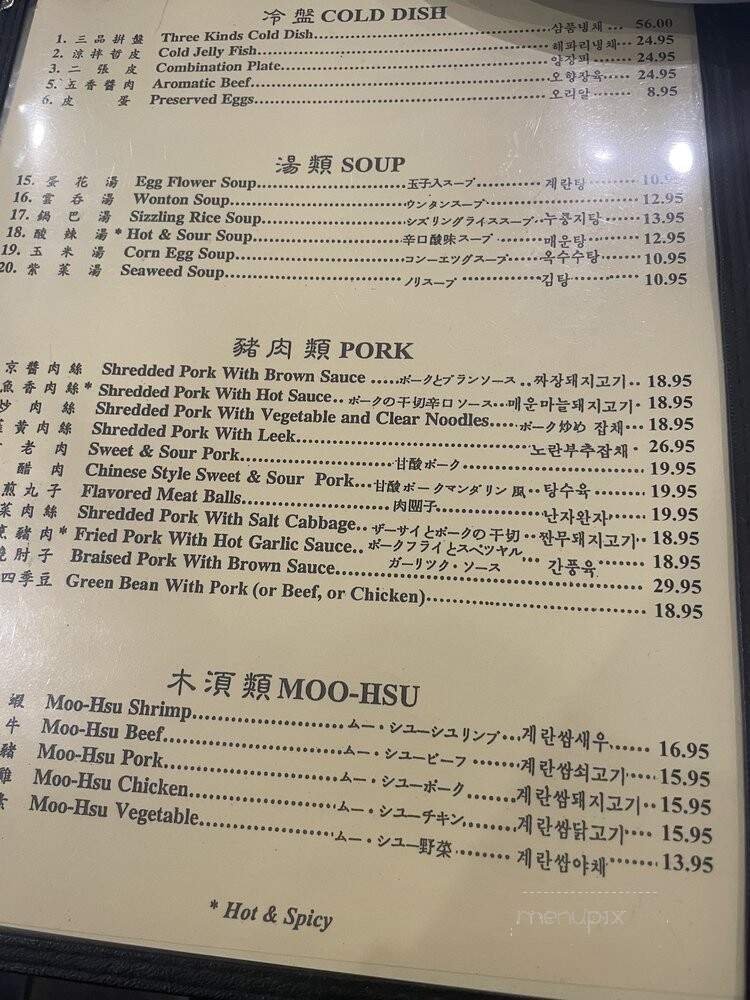 冷盤 COLD DISH
1. 三品拼盤 Three Kinds Cold Dish 삼품냉채 56.00
2. 涼拌哲皮 Cold Jelly Fish 해파리냉채 24.95
3. 二張皮 Combination Plate 양장피 24.95
5. 五香醬肉 Aromatic Beef 오향장육 24.95
6. 皮蛋 Preserved Eggs 오리알 8.95
湯類 SOUP
15. 蛋花湯 Egg Flower Soup 玉子入スープ 계란탕 10.9
16. 雲呑湯 Wonton Soup ウンタンスープ 12.95
17. 鍋巴湯 Sizzling Rice Soup シズリングライススープ 누룽지탕 13.95
18. 酸辣湯 * Hot & Sour Soup 辛口酸味スープ 매운탕 12.95
19. 玉米湯 Corn Egg Soup コンーエツグスープ 옥수수탕 10.95
20. 紫菜湯 Seaweed Soup ノリスープ 김탕 10.95
豬肉類 PORK
京醬肉絲 Shredded Pork With Brown Sauce ポークとブランソース 짜장돼지고기 18.95
魚香肉絲 * Shredded Pork With Hot Sauce ポークの干切辛口ソース 매운마늘돼지고기 18.95
炒肉絲 Shredded Pork With Vegetable and Clear Noodles ポーク炒め 잡채 18.95
黃肉絲 Shredded Pork With Leek 노란부추잡채 26.95
老肉 Sweet & Sour Pork 甘酸ポーク 19.95
醋肉 Chinese Style Sweet & Sour Pork 甘酸ポークマンダリン風 탕수육 19.95
煎丸子 Flavored Meat Balls 肉團子 난자완자 19.95
菜肉絲 Shredded Pork With Salt Cabbage ザーサイとポークの干切 짠무돼지고기 18.95
豬肉 * Fried Pork With Hot Garlic Sauce ポークフライとスペツヤル ガーリツク・ソース 간풍육 18.95
肘子 Braised Pork With Brown Sauce 29.95
四季豆 Green Bean With Pork (or Beef, or Chicken) 18.95
木須類 MOO-HSU
蝦 Moo-Hsu Shrimp ムー・シユーシユリンプ 계란쌈새우 16.95
牛 Moo-Hsu Beef ムー・シユービーフ 계란쌈쇠고기 15.95
豬 Moo-Hsu Pork ムー・シユーポーク 계란쌈돼지고기 15.95
雞 Moo-Hsu Chicken ムー・シユーチキン 계란쌈닭고기 15.95
素 Moo-Hsu Vegetable ムー・シユー野菜 계란쌈야채 13.95
* Hot & Spicy
menupix